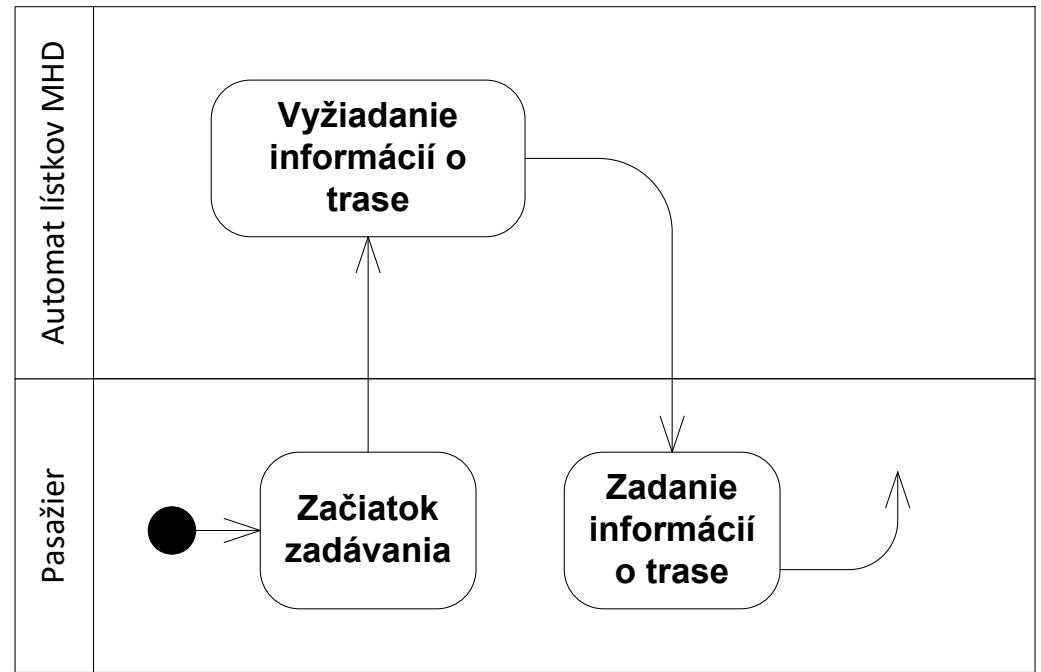 Automat lístkov MHD
Vyžiadanie
informácií o
trase
Pasažier
Začiatok
zadávania
Zadanie
informácií
o trase